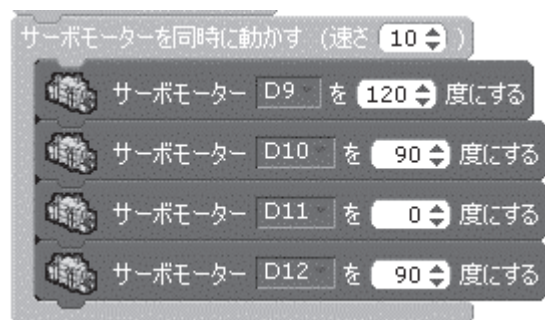 サーボモーターを同時に動かす (速さ 10 )
サーボモーター D9 を 120 度にする
サーボモーター D10 を 90 度にする
サーボモーター D11 を 0 度にする
サーボモーター D12 を 90 度にする